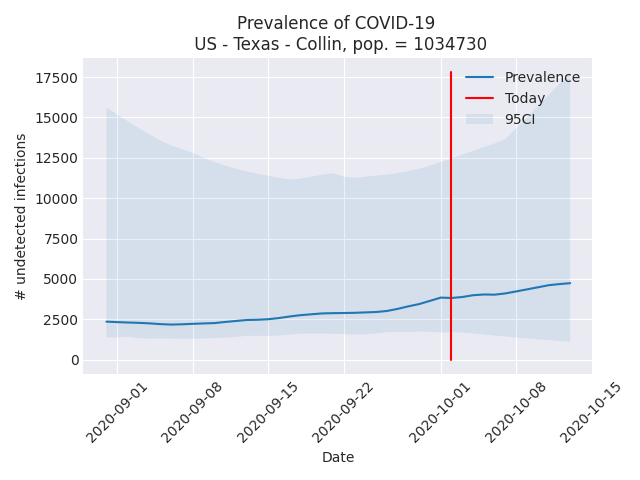 Prevalence of COVID-19
US - Texas - Collin, pop. = 1034730
Prevalence
Today
95CI
17500
15000
12500
10000
7500
5000
2500
0
# undetected infections
2020-09-01
2020-09-08
2020-09-15
2020-09-22
2020-10-01
2020-10-08
2020-10-15
Date